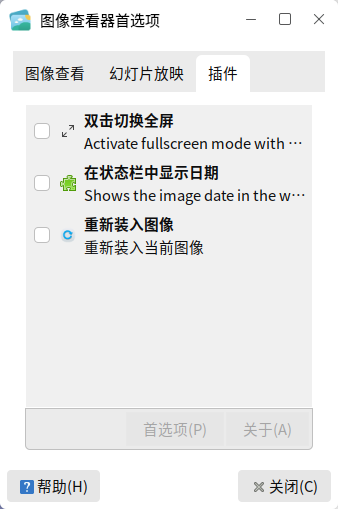 图像查看器首选项
图像查看 幻灯片放映 插件
双击切换全屏
Activate fullscreen mode with …
在状态栏中显示日期
Shows the image date in the w…
重新装入图像
重新装入当前图像
首选项(P) 关于(A)
帮助(H) 关闭(C)